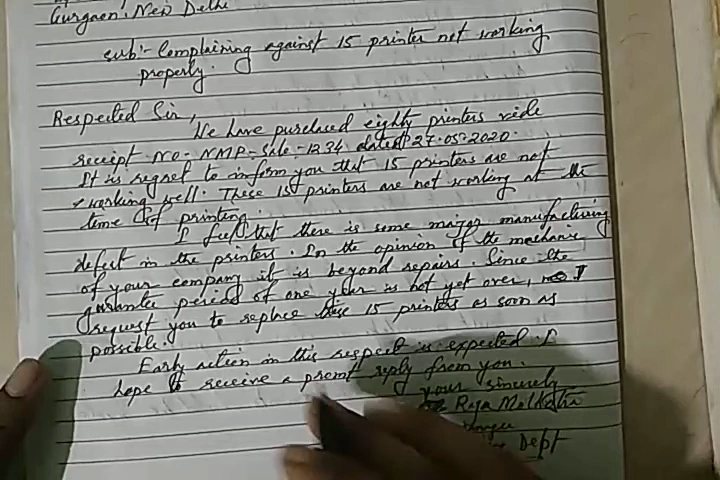 Gurgaon, New Delhi
Sub:- Complaining against 15 printer not working
properly.
Respected Sir,
We have purchased eighty printers vide
receipt No- NMP-Sale-1234 dated 27.05.2020.
It is regret to inform you that 15 printers are not
working well. These 15 printers are not working at the
time of printing.
I feel that there is some major manufacturing
defect in the printers. In the opinion of the mechanic
of your company it is beyond repairs. Since the
guarantee period of one year is not yet over, I
request you to replace these 15 printers as soon as
possible.
Early action in this respect is expected. I
hope to receive a promt reply from you.
your sincerely
Raja
Dept